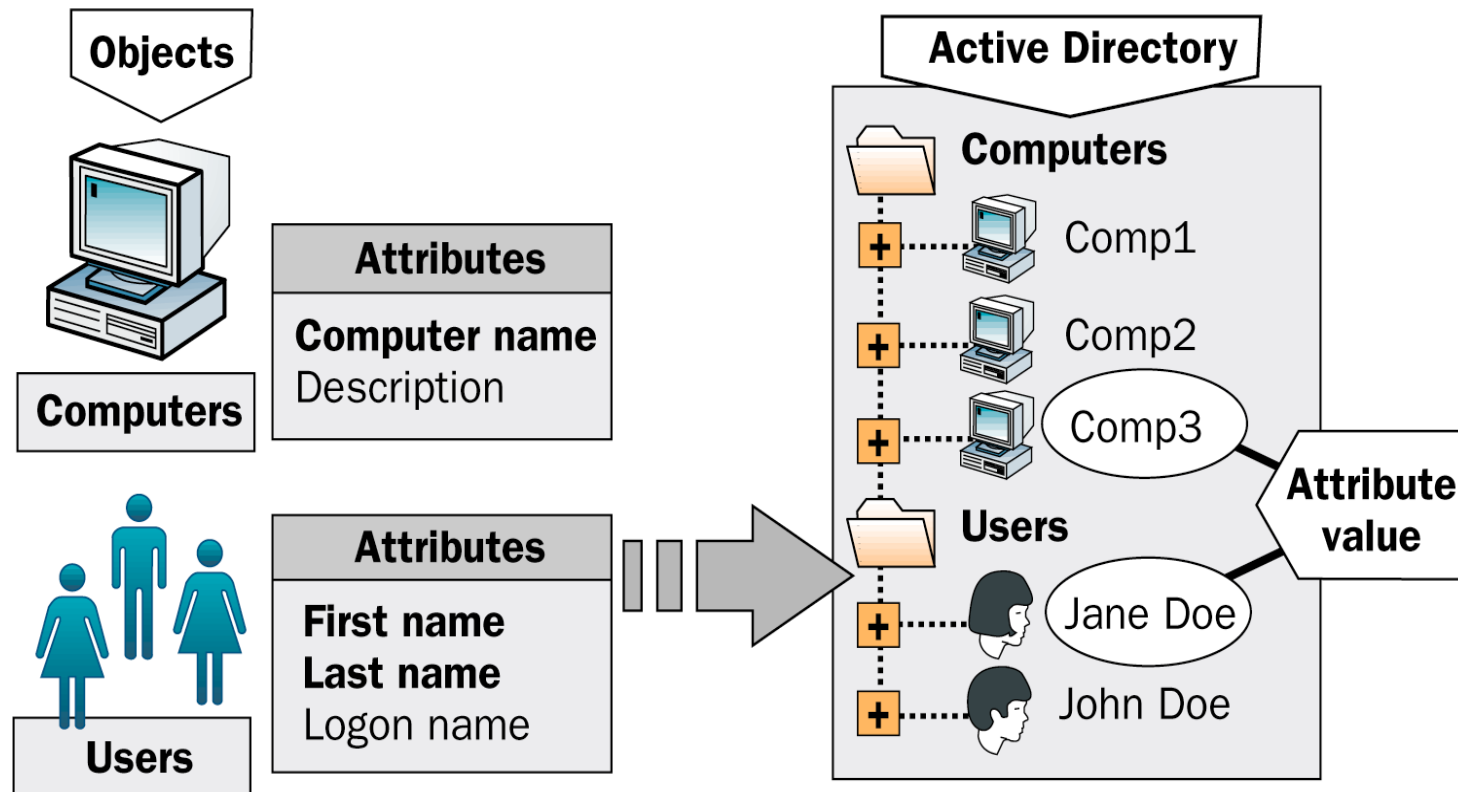 Objects
Computers
Attributes
Computer name
Description
Users
Attributes
First name
Last name
Logon name
Active Directory
Computers
+ Comp1
+ Comp2
+ Comp3
Users
+ Jane Doe
+ John Doe
Attribute
value